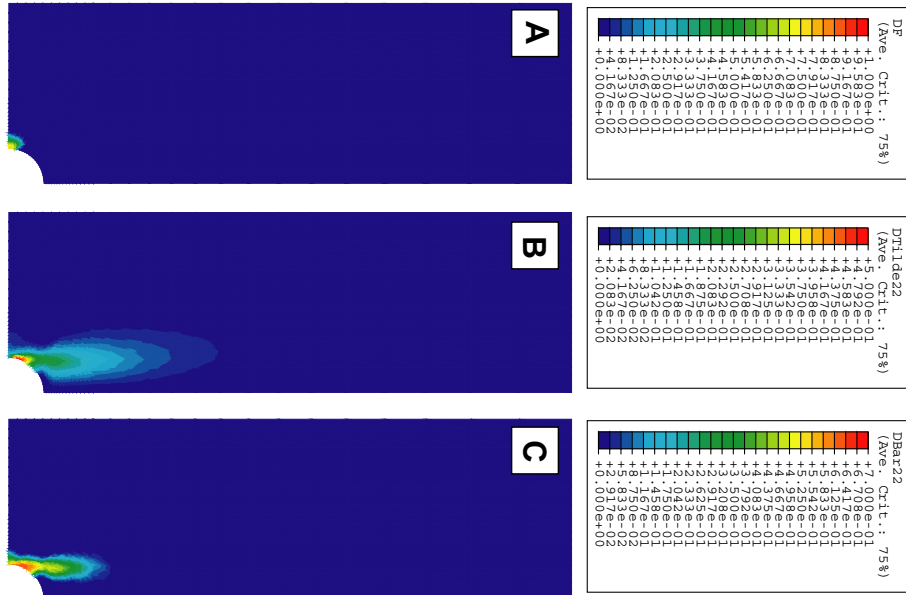 A
DF
(Ave. Crit.: 75%)
+1.000e+00
+9.583e-01
+9.167e-01
+8.750e-01
+8.333e-01
+7.917e-01
+7.500e-01
+7.083e-01
+6.667e-01
+6.250e-01
+5.833e-01
+5.417e-01
+5.000e-01
+4.583e-01
+4.167e-01
+3.750e-01
+3.333e-01
+2.917e-01
+2.500e-01
+2.083e-01
+1.667e-01
+1.250e-01
+8.333e-02
+4.167e-02
+0.000e+00
B
DTilde22
(Ave. Crit.: 75%)
+5.000e-01
+4.792e-01
+4.583e-01
+4.375e-01
+4.167e-01
+3.958e-01
+3.750e-01
+3.542e-01
+3.333e-01
+3.125e-01
+2.917e-01
+2.708e-01
+2.500e-01
+2.292e-01
+2.083e-01
+1.875e-01
+1.667e-01
+1.458e-01
+1.250e-01
+1.042e-01
+8.333e-02
+6.250e-02
+4.167e-02
+2.083e-02
+0.000e+00
C
DBar22
(Ave. Crit.: 75%)
+7.000e-01
+6.708e-01
+6.417e-01
+6.125e-01
+5.833e-01
+5.542e-01
+5.250e-01
+4.958e-01
+4.667e-01
+4.375e-01
+4.083e-01
+3.792e-01
+3.500e-01
+3.208e-01
+2.917e-01
+2.625e-01
+2.333e-01
+2.042e-01
+1.750e-01
+1.458e-01
+1.167e-01
+8.750e-02
+5.833e-02
+2.917e-02
+0.000e+00